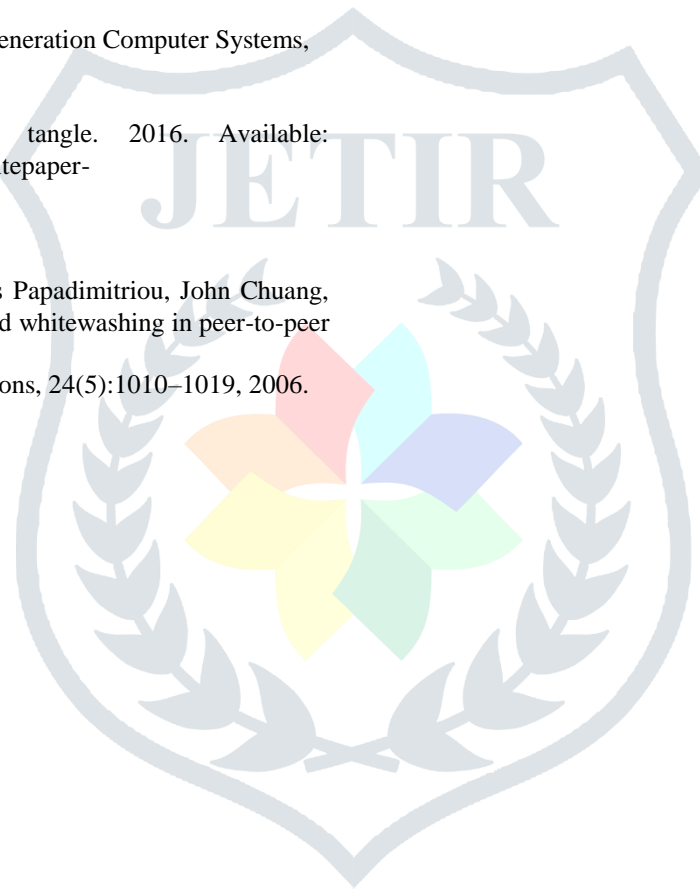 eneration Computer Systems,
tangle. 2016. Available:
tepaper-
JETIR
s Papadimitriou, John Chuang,
d whitewashing in peer-to-peer
ons, 24(5):1010–1019, 2006.